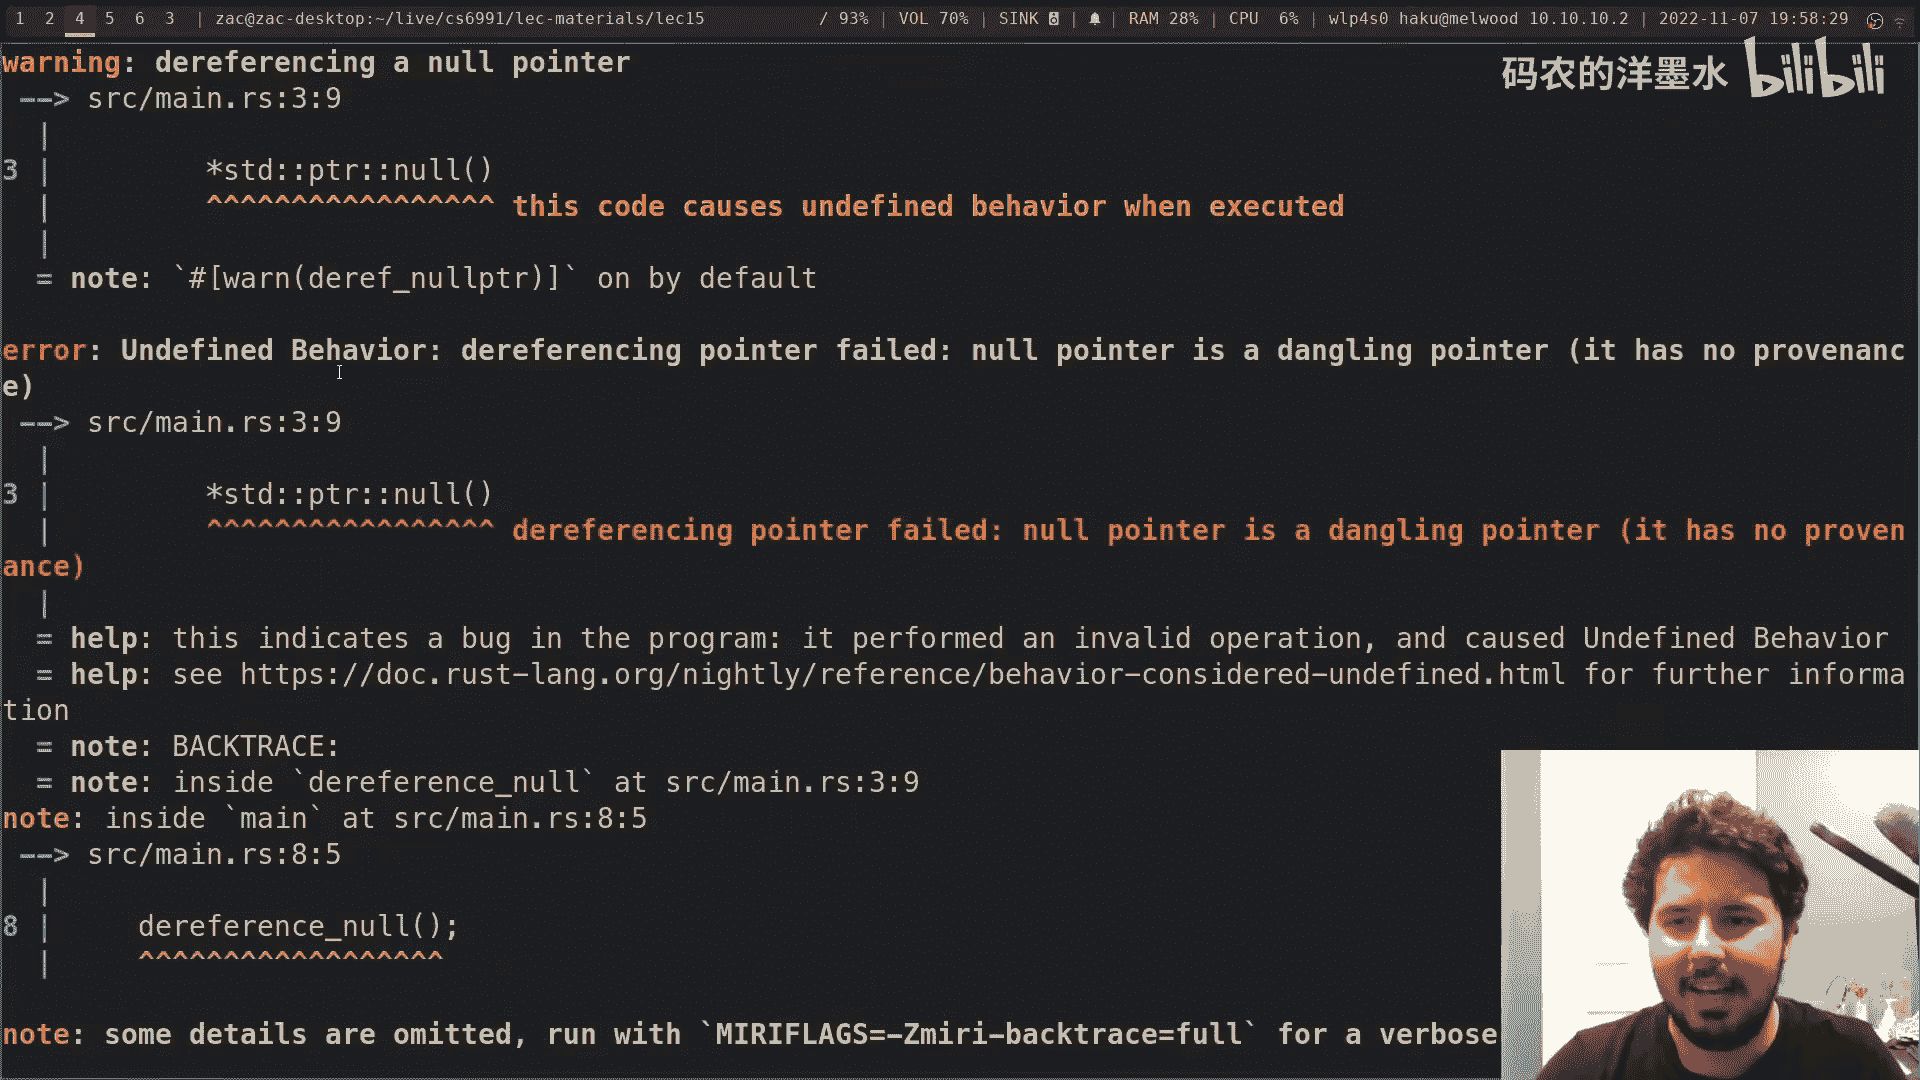 1 2 4 5 6 3 | zac@zac-desktop:~/live/cs6991/lec-materials/lec15 / 93% | VOL 70% | SINK | | RAM 28% | CPU 6% | wlp4s0 haku@melwood 10.10.10.2 | 2022-11-07 19:58:29
warning: dereferencing a null pointer
码农的洋墨水 bilibili
--> src/main.rs:3:9
|
3 | *std::ptr::null()
| ^^^^^^^^^^^^^^^^^ this code causes undefined behavior when executed
|
= note: `#[warn(deref_nullptr)]` on by default
error: Undefined Behavior: dereferencing pointer failed: null pointer is a dangling pointer (it has no provenanc
e)
--> src/main.rs:3:9
|
3 | *std::ptr::null()
| ^^^^^^^^^^^^^^^^^ dereferencing pointer failed: null pointer is a dangling pointer (it has no proven
ance)
|
= help: this indicates a bug in the program: it performed an invalid operation, and caused Undefined Behavior
= help: see https://doc.rust-lang.org/nightly/reference/behavior-considered-undefined.html for further informa
tion
= note: BACKTRACE:
= note: inside `dereference_null` at src/main.rs:3:9
note: inside `main` at src/main.rs:8:5
--> src/main.rs:8:5
|
8 | dereference_null();
| ^^^^^^^^^^^^^^^^^^
note: some details are omitted, run with `MIRIFLAGS=-Zmiri-backtrace=full` for a verbose